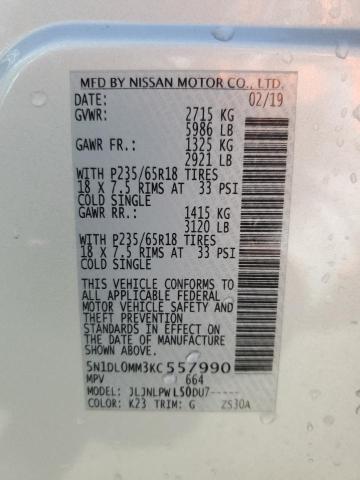 MFD BY NISSAN MOTOR CO., LTD.
DATE: 02/19
GVWR: 2715 KG
5986 LB
GAWR FR.: 1325 KG
2921 LB
WITH P235/65R18 TIRES
18 X 7.5 RIMS AT 33 PSI
COLD SINGLE
GAWR RR.: 1415 KG
3120 LB
WITH P235/65R18 TIRES
18 X 7.5 RIMS AT 33 PSI
COLD SINGLE
THIS VEHICLE CONFORMS TO
ALL APPLICABLE FEDERAL
MOTOR VEHICLE SAFETY AND
AND THEFT PREVENTION
STANDARDS IN EFFECT ON
THE DATE OF MANUFACTURE
SHOWN ABOVE.
5N1DL0MM3KC557990
MPV 664
MODEL: JLJNLPWL50DU7-----
COLOR: K23 TRIM: G ZS30A